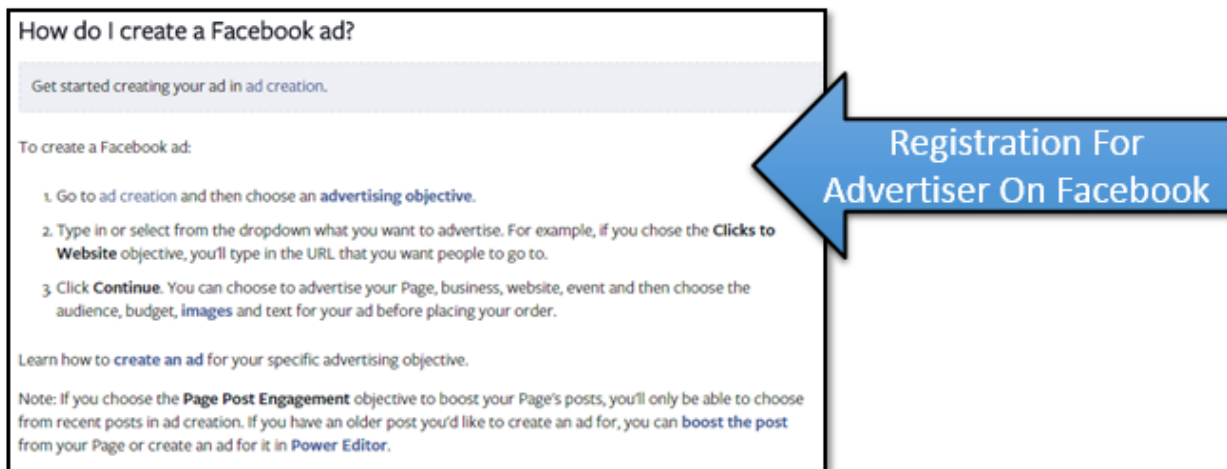 How do I create a Facebook ad?
Get started creating your ad in ad creation.
To create a Facebook ad:
1. Go to ad creation and then choose an advertising objective.
2. Type in or select from the dropdown what you want to advertise. For example, if you chose the Clicks to
Website objective, you'll type in the URL that you want people to go to.
3. Click Continue. You can choose to advertise your Page, business, website, event and then choose the
audience, budget, images and text for your ad before placing your order.
Learn how to create an ad for your specific advertising objective.
Note: If you choose the Page Post Engagement objective to boost your Page's posts, you'll only be able to choose
from recent posts in ad creation. If you have an older post you'd like to create an ad for, you can boost the post
from your Page or create an ad for it in Power Editor.
Registration For
Advertiser On Facebook